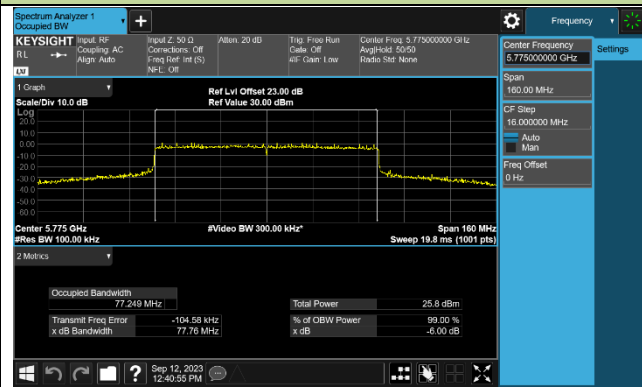 Spectrum Analyzer 1
Occupied BW
Frequency
KEYSIGHT
Input: RF
Input Z: 50 Ω
Atten: 20 dB
Trig: Free Run
Center Freq: 5.775000000 GHz
RL
Coupling: AC
Corrections: Off
Gate: Off
Avg|Hold: 50/50
Align: Auto
Freq Ref: Int (S)
#IF Gain: Low
Radio Std: None
LXI
NFE: Off
Center Frequency
5.775000000 GHz
Settings
Span
160.00 MHz
CF Step
16.000000 MHz
Auto
Man
Freq Offset
0 Hz
1 Graph
Ref Lvl Offset 23.00 dB
Scale/Div 10.0 dB
Ref Value 30.00 dBm
Log
20.0
10.0
0.00
-10.0
-20.0
-30.0
-40.0
-50.0
-60.0
Center 5.775 GHz
#Video BW 300.00 kHz*
Span 160 MHz
#Res BW 100.00 kHz
Sweep 19.8 ms (1001 pts)
2 Metrics
Occupied Bandwidth
77.249 MHz
Total Power
25.8 dBm
Transmit Freq Error
-104.58 kHz
% of OBW Power
99.00 %
x dB Bandwidth
77.76 MHz
x dB
-6.00 dB
?
Sep 12, 2023
12:40:55 PM